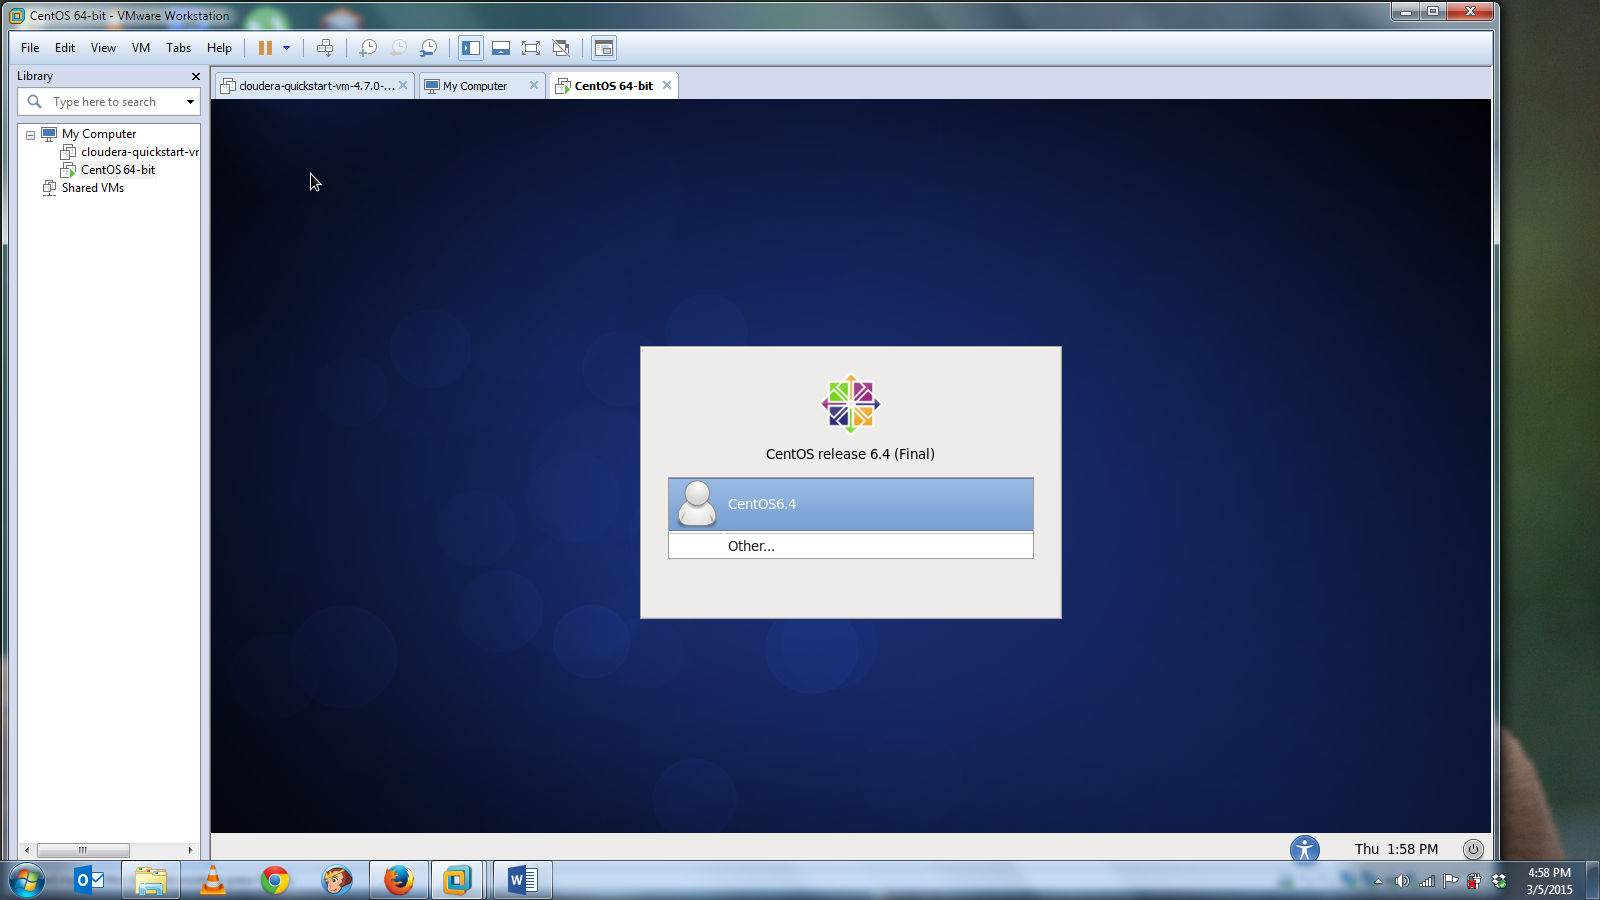 CentOS 64-bit - VMware Workstation
File Edit View VM Tabs Help
Library
Type here to search
My Computer
cloudera-quickstart-vr
CentOS 64-bit
Shared VMs
cloudera-quickstart-vm-4.7.0-... My Computer CentOS 64-bit
CentOS release 6.4 (Final)
CentOS6.4
Other...
Thu 1:58 PM
4:58 PM
3/5/2015